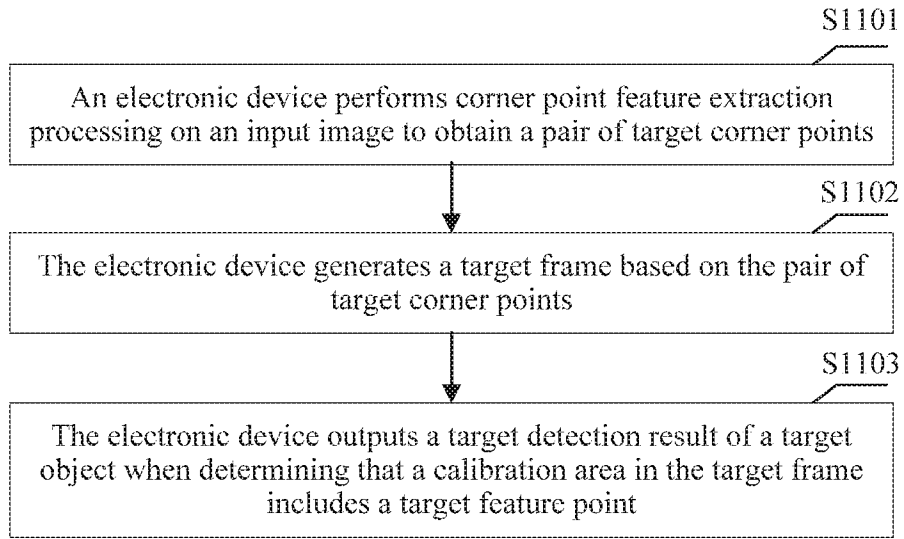 S1101
An electronic device performs corner point feature extraction
processing on an input image to obtain a pair of target corner points
S1102
The electronic device generates a target frame based on the pair of
target corner points
S1103
The electronic device outputs a target detection result of a target
object when determining that a calibration area in the target frame
includes a target feature point